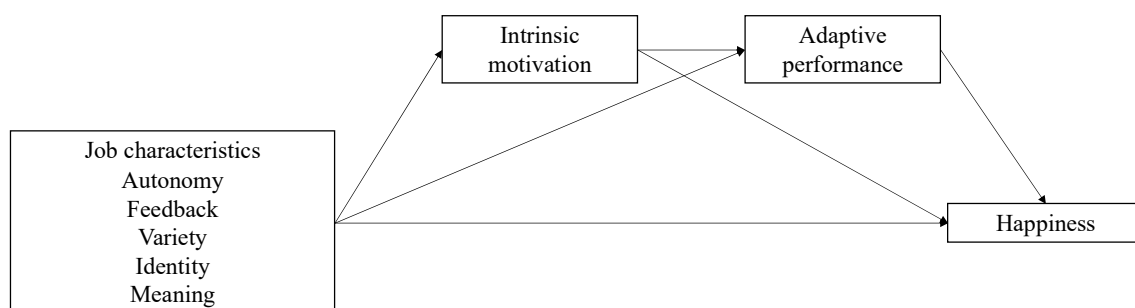 Intrinsic
motivation
Adaptive
performance
Job characteristics
Autonomy
Feedback
Variety
Identity
Meaning
Happiness